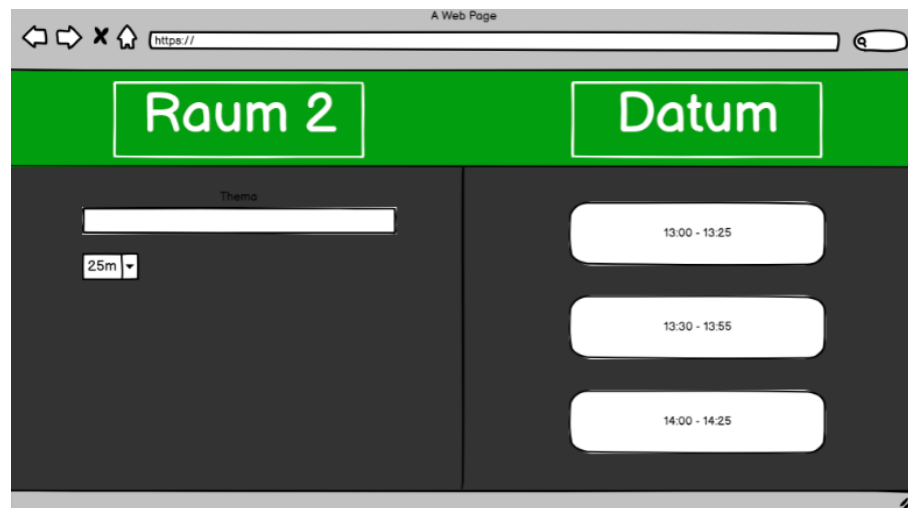 A Web Page
https://
Raum 2
Datum
Thema
25m
13:00 - 13:25
13:30 - 13:55
14:00 - 14:25